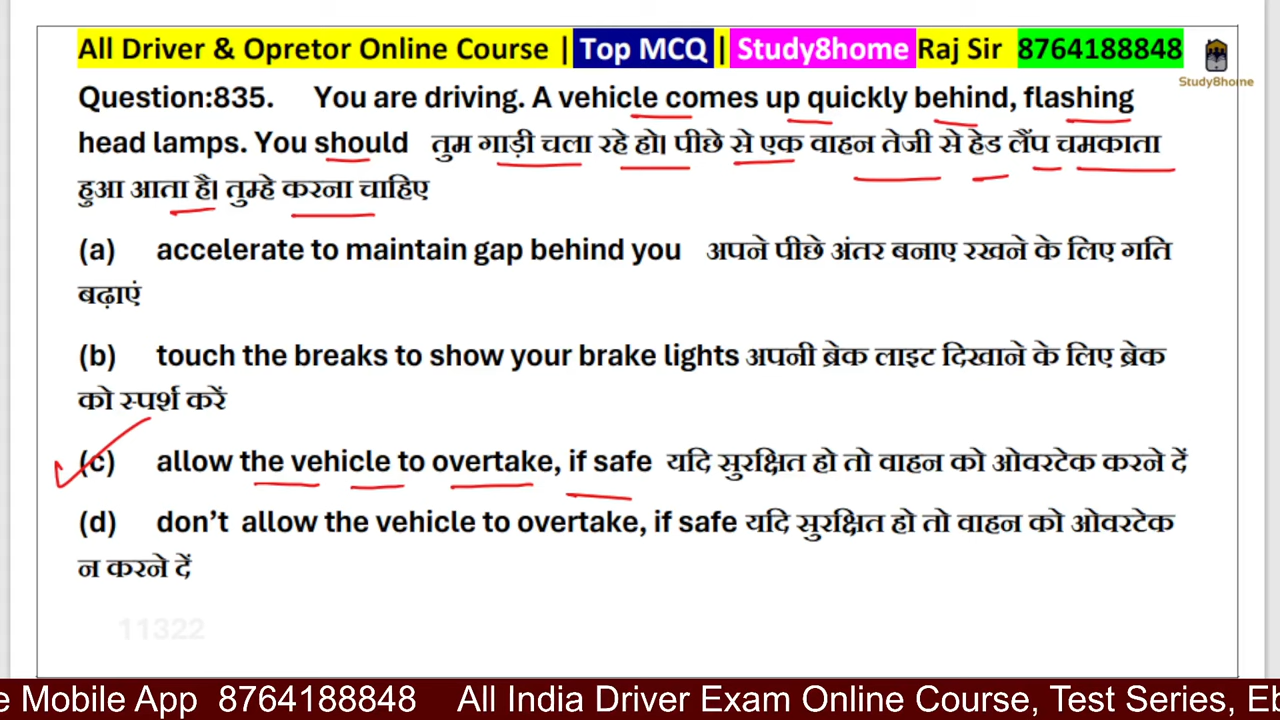 All Driver & Opretor Online Course | Top MCQ | Study8home Raj Sir 8764188848
Study8home
Question:835. You are driving. A vehicle comes up quickly behind, flashing
head lamps. You should तुम गाड़ी चला रहे हो। पीछे से एक वाहन तेजी से हेड लैंप चमकाता
हुआ आता है। तुम्हे करना चाहिए
(a) accelerate to maintain gap behind you अपने पीछे अंतर बनाए रखने के लिए गति
बढ़ाएं
(b) touch the breaks to show your brake lights अपनी ब्रेक लाइट दिखाने के लिए ब्रेक
को स्पर्श करें
(c) allow the vehicle to overtake, if safe यदि सुरक्षित हो तो वाहन को ओवरटेक करने दें
(d) don’t allow the vehicle to overtake, if safe यदि सुरक्षित हो तो वाहन को ओवरटेक
न करने दें
11322
e Mobile App 8764188848 All India Driver Exam Online Course, Test Series, Eb